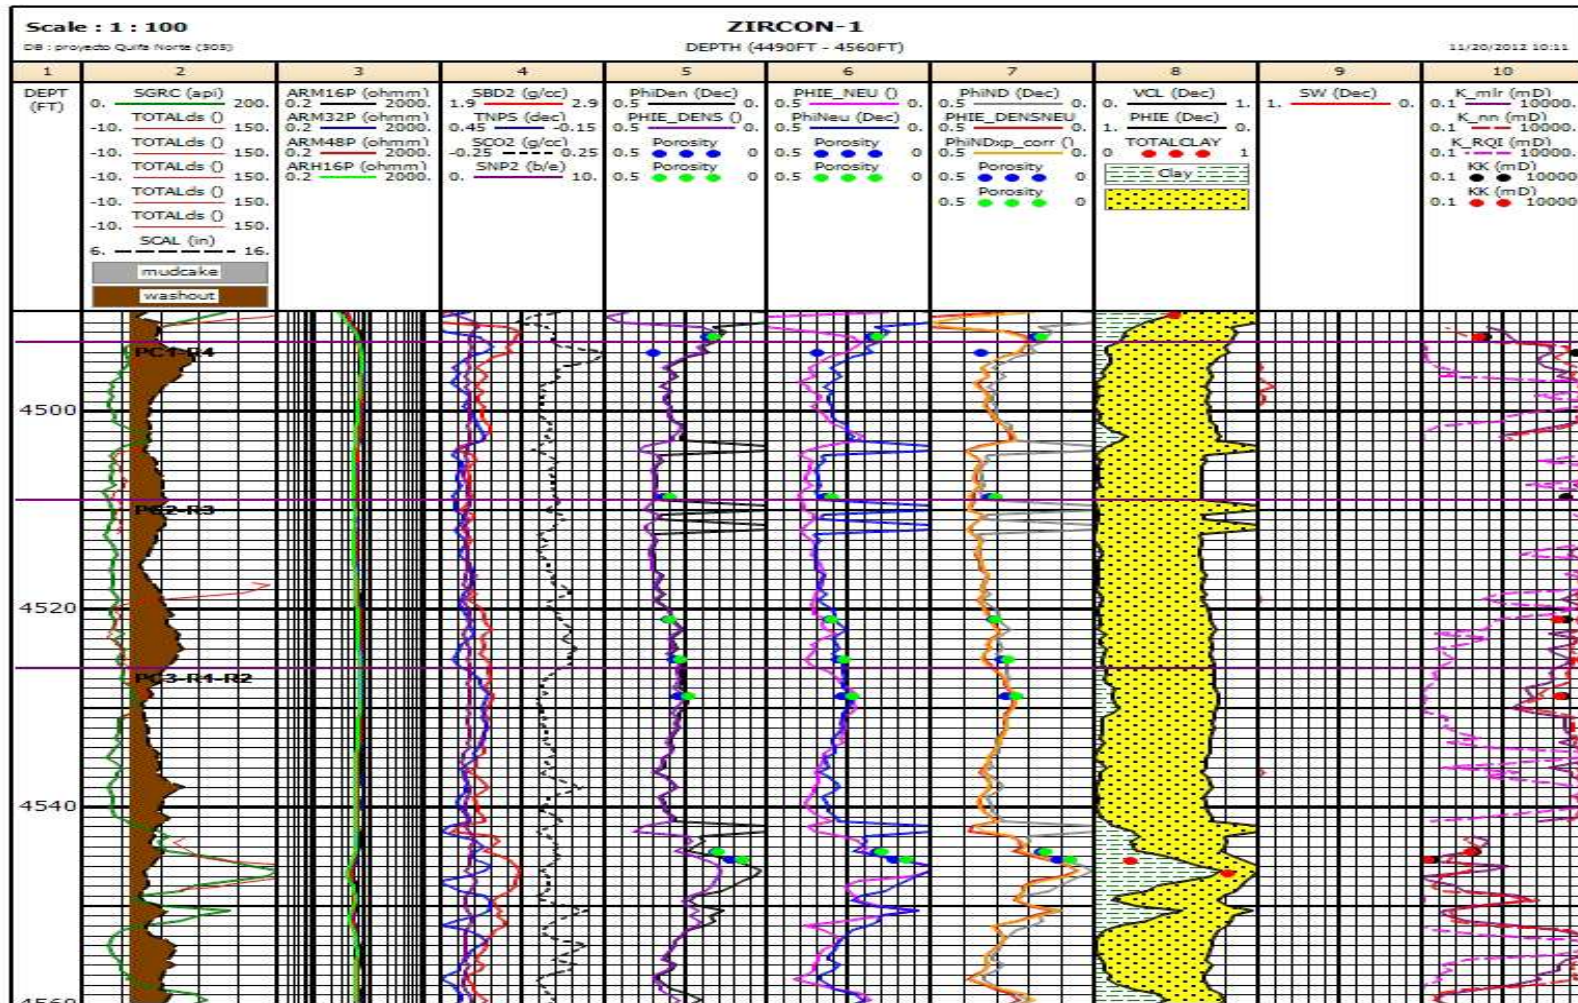 Scale : 1 : 100
ZIRCON-1
DB : proyecto Quifa Norte (505)
DEPTH (4490FT - 4560FT)
11/20/2012 10:11
1 2 3 4 5 6 7 8 9 10
DEPT
(FT)
SGRC (api)
0. 200.
TOTALds ()
-10. 150.
TOTALds ()
-10. 150.
TOTALds ()
-10. 150.
TOTALds ()
-10. 150.
TOTALds ()
-10. 150.
SCAL (in)
6. 16.
mudcake
washout
ARM16P (ohmm)
0.2 2000.
ARM32P (ohmm)
0.2 2000.
ARM48P (ohmm)
0.2 2000.
ARH16P (ohmm)
0.2 2000.
SBD2 (g/cc)
1.9 2.9
TNPS (dec)
0.45 -0.15
SCO2 (g/cc)
-0.25 0.25
SNP2 (b/e)
0. 10.
PhiDen (Dec)
0.5 0.
PHIE_DENS ()
0.5 0.
Porosity
0.5 0
Porosity
0.5 0
PHIE_NEU ()
0.5 0.
PhiNeu (Dec)
0.5 0.
Porosity
0.5 0
Porosity
0.5 0
PhiND (Dec)
0.5 0.
PHIE_DENSNEU
0.5 0.
PhiNDxp_corr ()
0.5 0.
Porosity
0.5 0
Porosity
0.5 0
VCL (Dec)
0. 1.
PHIE (Dec)
1. 0.
TOTALCLAY
0 1
Clay
SW (Dec)
1. 0.
K_mlr (mD)
0.1 10000.
K_nn (mD)
0.1 10000.
K_RQI (mD)
0.1 10000.
KK (mD)
0.1 10000
KK (mD)
0.1 10000
PC1-R4
4500
PC2-R3
4520
PC3-R1-R2
4540
4560